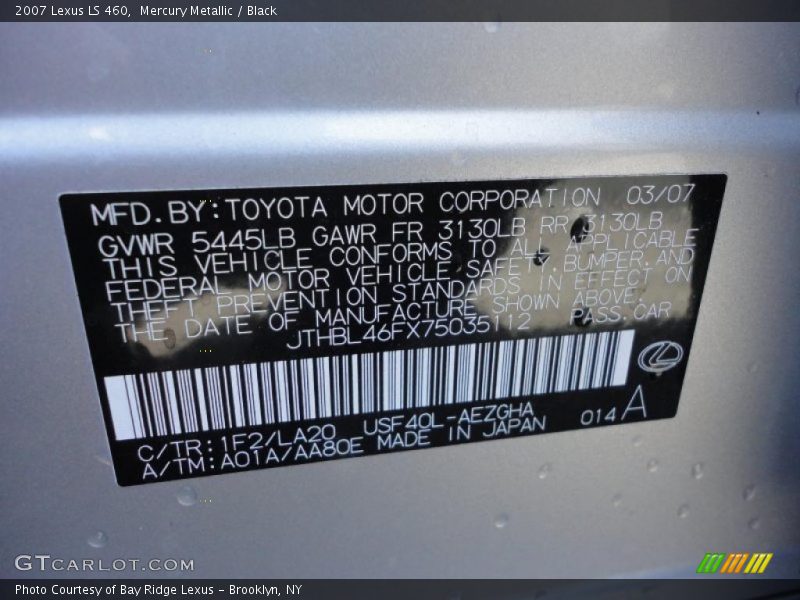 2007 Lexus LS 460,  Mercury Metallic / Black
MFD. BY: TOYOTA MOTOR CORPORATION 03/07
GVWR 5445LB GAWR FR 3130LB RR 3130LB
THIS VEHICLE CONFORMS TO ALL APPLICABLE
FEDERAL MOTOR VEHICLE SAFETY, BUMPER, AND
THEFT PREVENTION STANDARDS IN EFFECT ON
THE DATE OF MANUFACTURE SHOWN ABOVE.
JTHBL46FX75035112 PASS. CAR
C/TR: 1F2/LA20 USF40L-AEZGHA
A/TM: A01A/AA80E MADE IN JAPAN 014 A
GTCARLOT.COM
Photo Courtesy of Bay Ridge Lexus – Brooklyn, NY